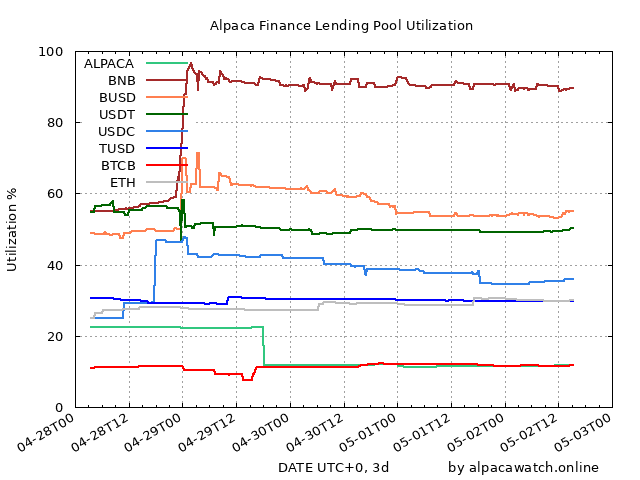 Alpaca Finance Lending Pool Utilization
100
80
60
40
20
0
Utilization %
ALPACA
BNB
BUSD
USDT
USDC
TUSD
BTCB
ETH
04-28T00
04-28T12
04-29T00
04-29T12
04-30T00
04-30T12
05-01T00
05-01T12
05-02T00
05-02T12
05-03T00
DATE UTC+0, 3d
by alpacawatch.online